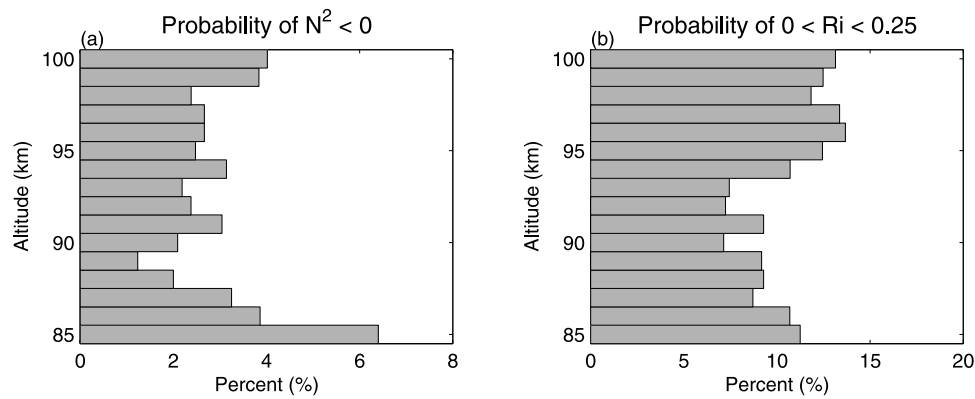 Probability of N² < 0
(a)
100
95
90
85
Altitude (km)
0 2 4 6 8
Percent (%)
Probability of 0 < Ri < 0.25
(b)
100
95
90
85
Altitude (km)
0 5 10 15 20
Percent (%)